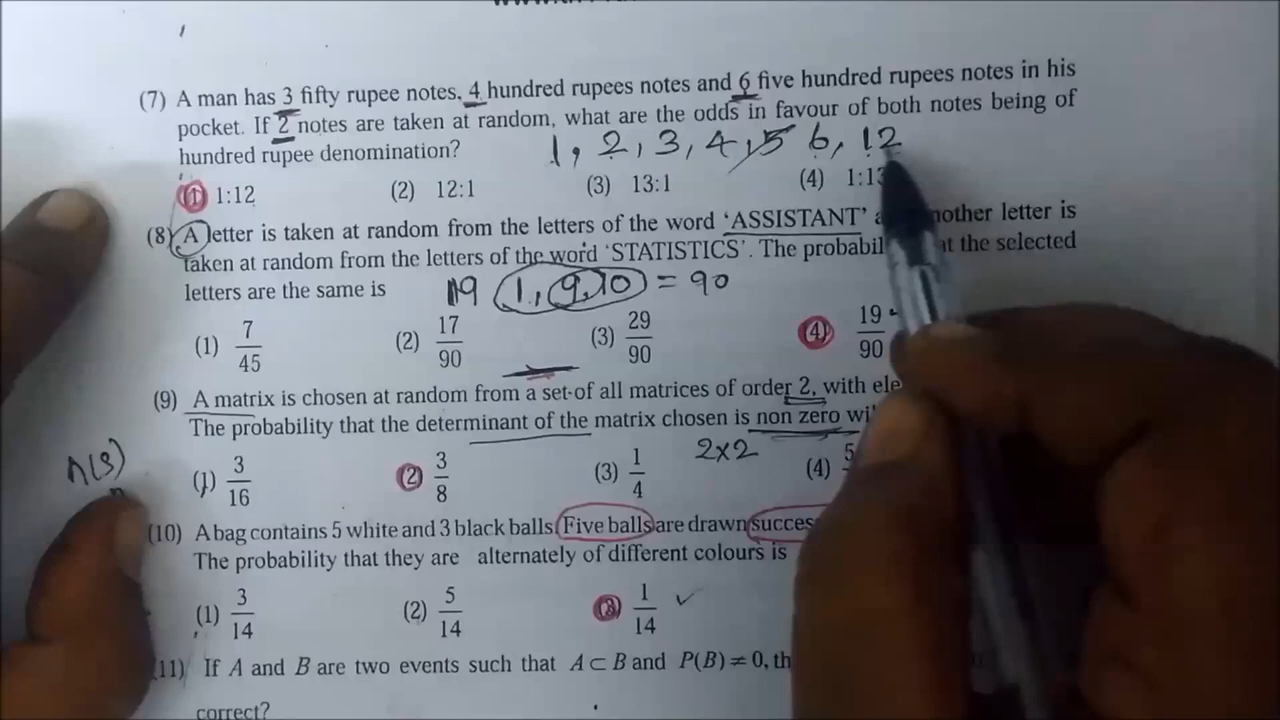 (7) A man has 3 fifty rupee notes, 4 hundred rupees notes and 6 five hundred rupees notes in his
pocket. If 2 notes are taken at random, what are the odds in favour of both notes being of
hundred rupee denomination?
1, 2, 3, 4, 5 6, 12
(1) 1:12 (2) 12:1 (3) 13:1 (4) 1:13
(8) A letter is taken at random from the letters of the word 'ASSISTANT' another letter is
taken at random from the letters of the word 'STATISTICS'. The the selected
letters are the same is
19 1, 9, 10 = 90
(1) 7/45 (2) 17/90 (3) 29/90 (4) 19/90
(9) A matrix is chosen at random from a set of all matrices of order 2, with
The probability that the determinant of the matrix chosen is non zero
n(S) 2×2
(1) 3/16 (2) 3/8 (3) 1/4 (4) 5
(10) A bag contains 5 white and 3 black balls. Five balls are drawn
The probability that they are alternately of different colours is
(1) 3/14 (2) 5/14 (3) 1/14 ✓
(11) If A and B are two events such that A ⊂ B and P(B) ≠ 0,
correct?